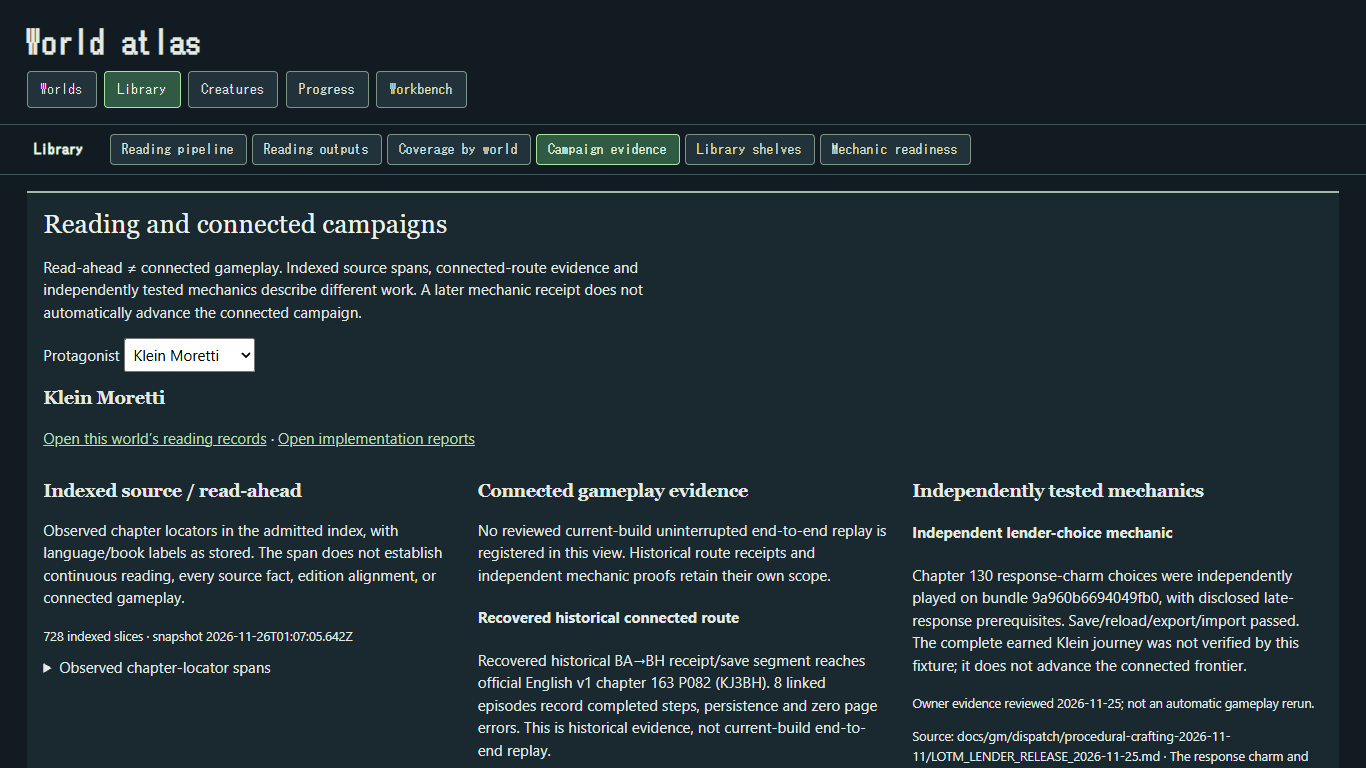 World atlas
Worlds Library Creatures Progress Workbench
Library Reading pipeline Reading outputs Coverage by world Campaign evidence Library shelves Mechanic readiness
Reading and connected campaigns
Read-ahead ≠ connected gameplay. Indexed source spans, connected-route evidence and
independently tested mechanics describe different work. A later mechanic receipt does not
automatically advance the connected campaign.
Protagonist Klein Moretti
Klein Moretti
Open this world's reading records · Open implementation reports
Indexed source / read-ahead
Observed chapter locators in the admitted index, with
language/book labels as stored. The span does not establish
continuous reading, every source fact, edition alignment, or
connected gameplay.
728 indexed slices · snapshot 2026-11-26T01:07:05.642Z
▶ Observed chapter-locator spans
Connected gameplay evidence
No reviewed current-build uninterrupted end-to-end replay is
registered in this view. Historical route receipts and
independent mechanic proofs retain their own scope.
Recovered historical connected route
Recovered historical BA→BH receipt/save segment reaches
official English v1 chapter 163 P082 (KJ3BH). 8 linked
episodes record completed steps, persistence and zero page
errors. This is historical evidence, not current-build end-to-
end replay.
Independently tested mechanics
Independent lender-choice mechanic
Chapter 130 response-charm choices were independently
played on bundle 9a960b6694049fb0, with disclosed late-
response prerequisites. Save/reload/export/import passed.
The complete earned Klein journey was not verified by this
fixture; it does not advance the connected frontier.
Owner evidence reviewed 2026-11-25; not an automatic gameplay rerun.
Source: docs/gm/dispatch/procedural-crafting-2026-11-
11/LOTM_LENDER_RELEASE_2026-11-25.md · The response charm and